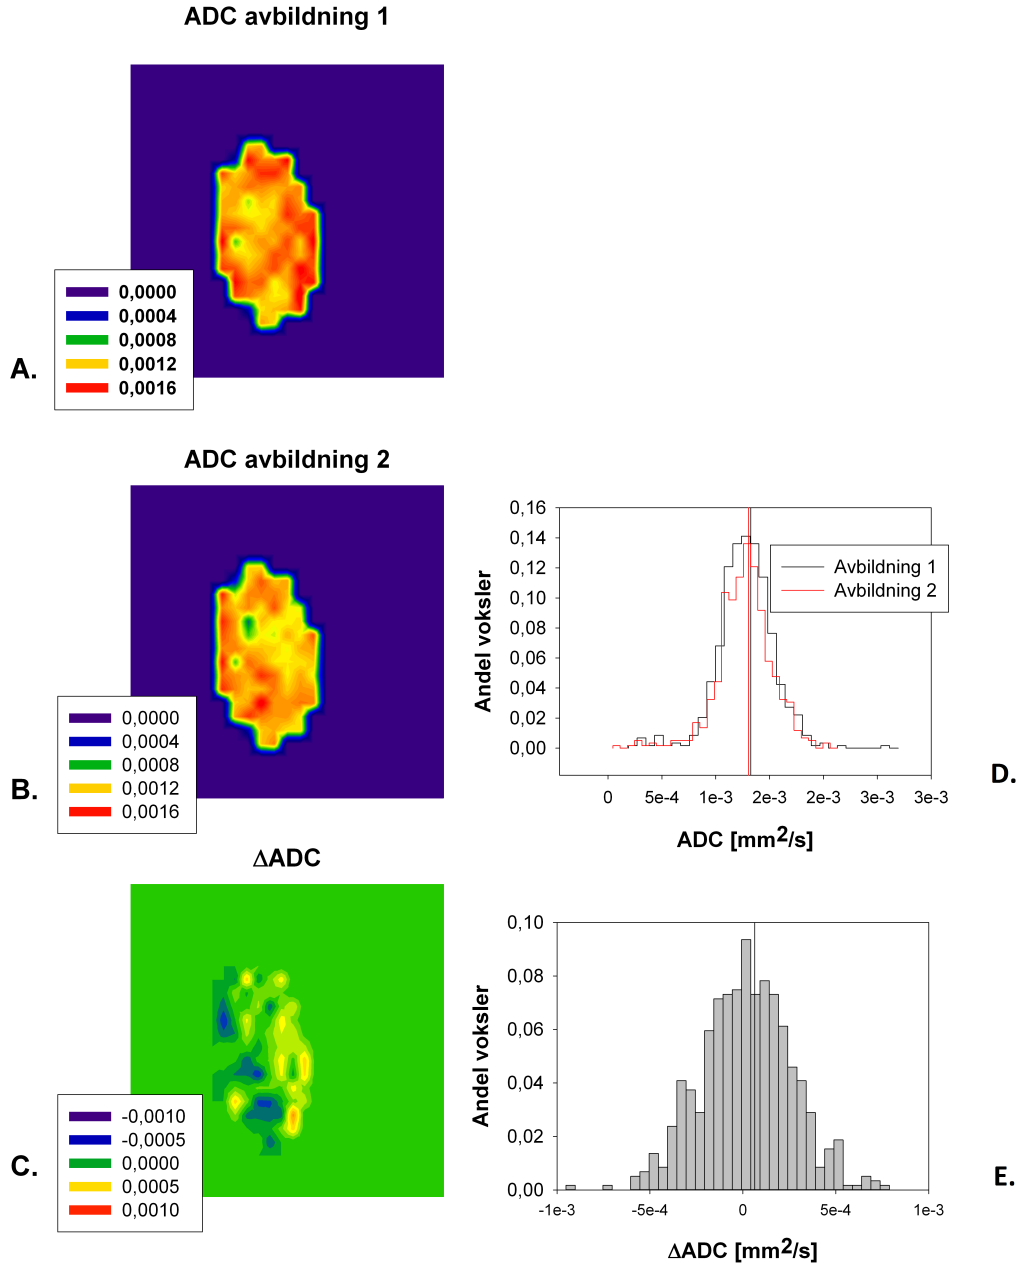 ADC avbildning 1
0,0000
0,0004
0,0008
0,0012
0,0016
A.
ADC avbildning 2
0,0000
0,0004
0,0008
0,0012
0,0016
B.
0,16
0,14
0,12
0,10
0,08
0,06
0,04
0,02
0,00
Andel voksler
Avbildning 1
Avbildning 2
0 5e-4 1e-3 2e-3 2e-3 3e-3 3e-3
ADC [mm2/s]
D.
ΔADC
-0,0010
-0,0005
0,0000
0,0005
0,0010
C.
0,10
0,08
0,06
0,04
0,02
0,00
Andel voksler
-1e-3 -5e-4 0 5e-4 1e-3
ΔADC [mm2/s]
E.